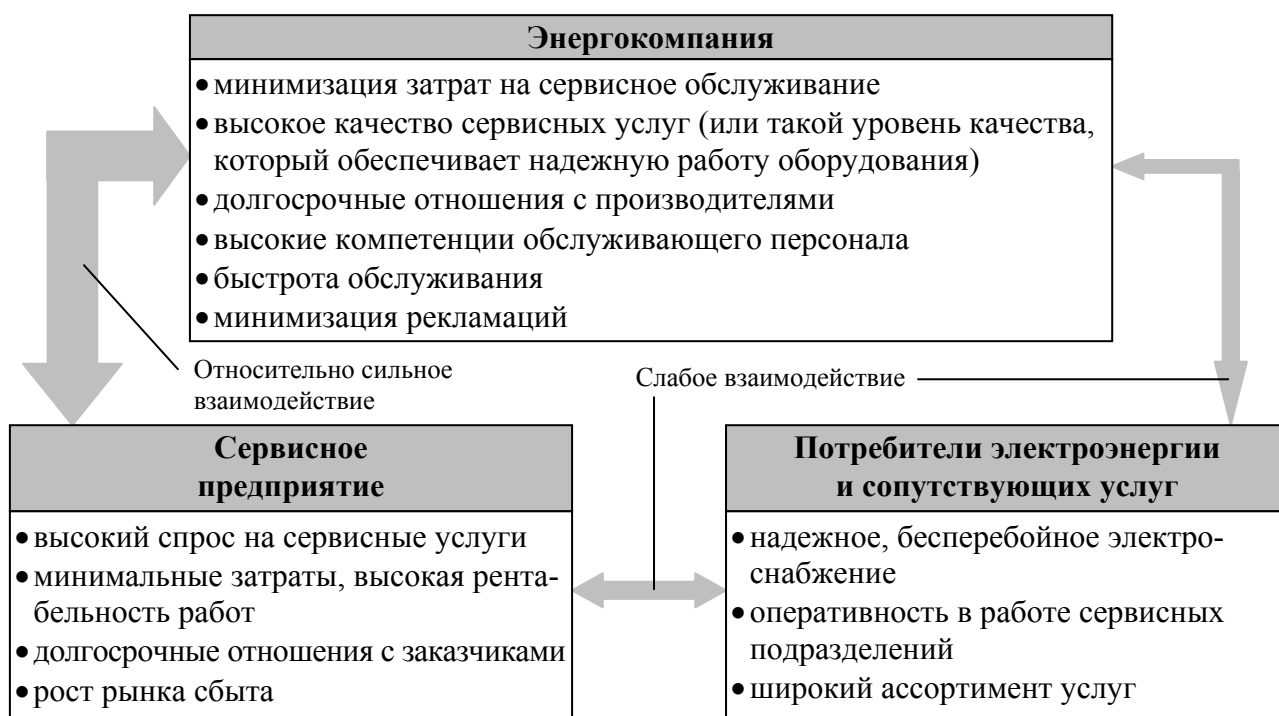 Энергокомпания
• минимизация затрат на сервисное обслуживание
• высокое качество сервисных услуг (или такой уровень качества,
который обеспечивает надежную работу оборудования)
• долгосрочные отношения с производителями
• высокие компетенции обслуживающего персонала
• быстрота обслуживания
• минимизация рекламаций
Относительно сильное
взаимодействие
Слабое взаимодействие
Сервисное
предприятие
• высокий спрос на сервисные услуги
• минимальные затраты, высокая рента-
бельность работ
• долгосрочные отношения с заказчиками
• рост рынка сбыта
Потребители электроэнергии
и сопутствующих услуг
• надежное, бесперебойное электро-
снабжение
• оперативность в работе сервисных
подразделений
• широкий ассортимент услуг